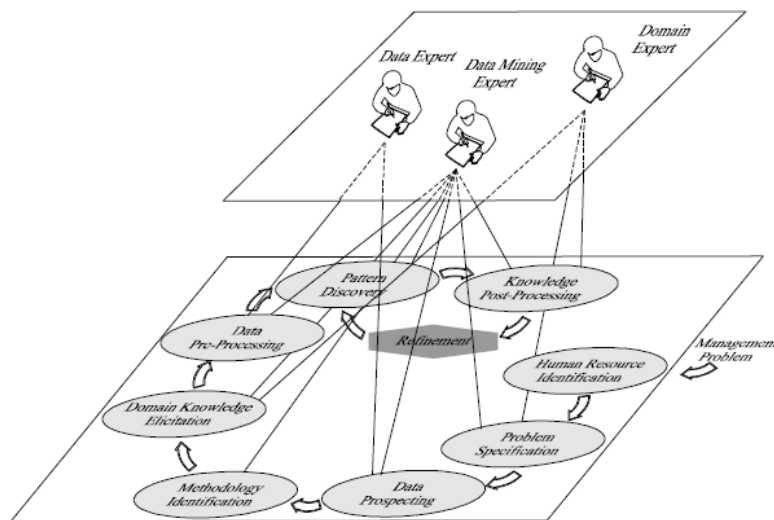 Domain
Expert
Data Expert
Data Mining
Expert
Pattern
Discovery
Knowledge
Post-Processing
Data
Pre-Processing
Refinement
Management
Problem
Human Resource
Identification
Domain Knowledge
Elicitation
Problem
Specification
Methodology
Identification
Data
Prospecting